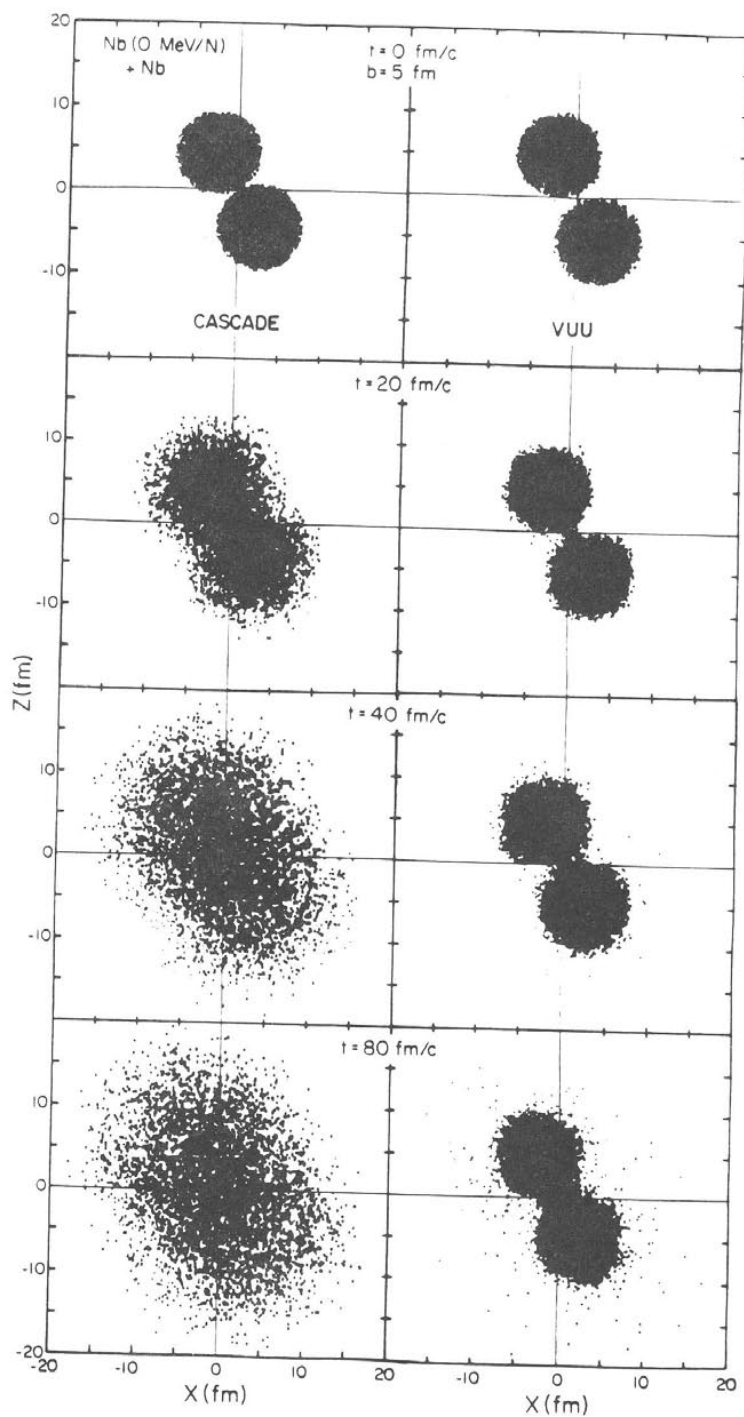 20
Nb (0 MeV/N)
+ Nb
t = 0 fm/c
b = 5 fm
10
0
-10
CASCADE
VUU
t = 20 fm/c
10
0
-10
Z (fm)
t = 40 fm/c
10
0
-10
t = 80 fm/c
10
0
-10
-20
-20 -10 0 10 20 -10 0 10 20
X (fm) X (fm)